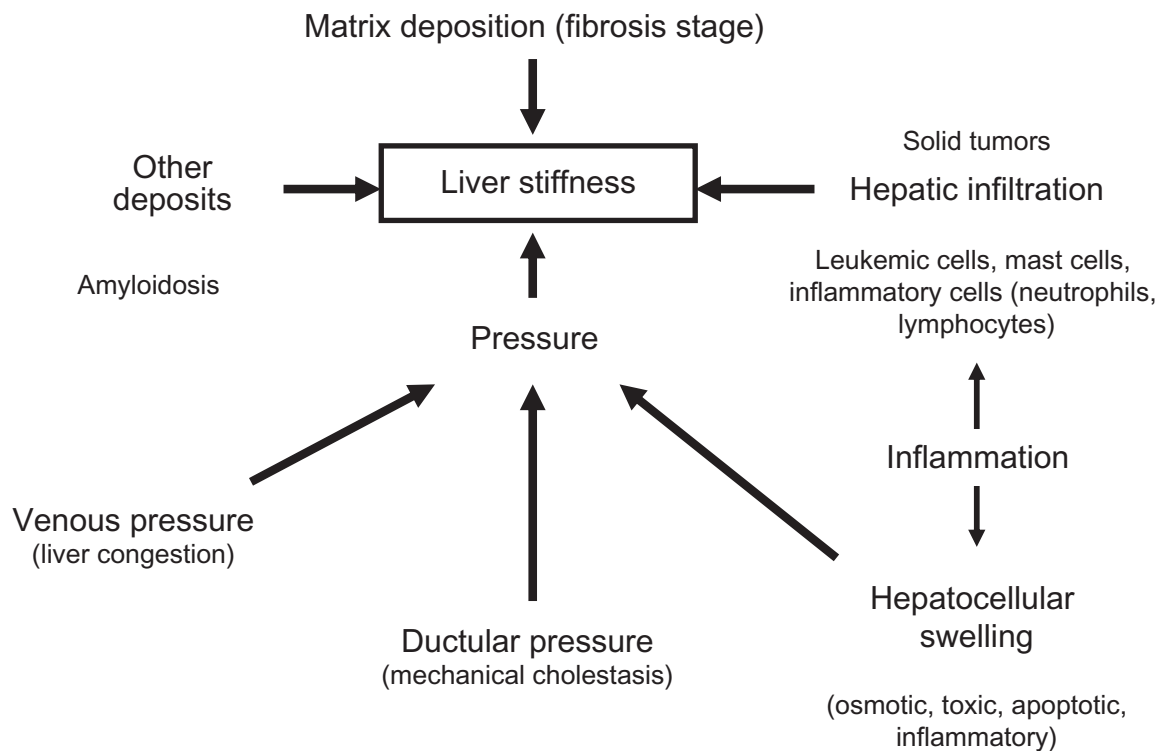 Matrix deposition (fibrosis stage)
Other
deposits
Amyloidosis
Liver stiffness
Solid tumors
Hepatic infiltration
Leukemic cells, mast cells,
inflammatory cells (neutrophils,
lymphocytes)
Pressure
Inflammation
Venous pressure
(liver congestion)
Ductular pressure
(mechanical cholestasis)
Hepatocellular
swelling
(osmotic, toxic, apoptotic,
inflammatory)